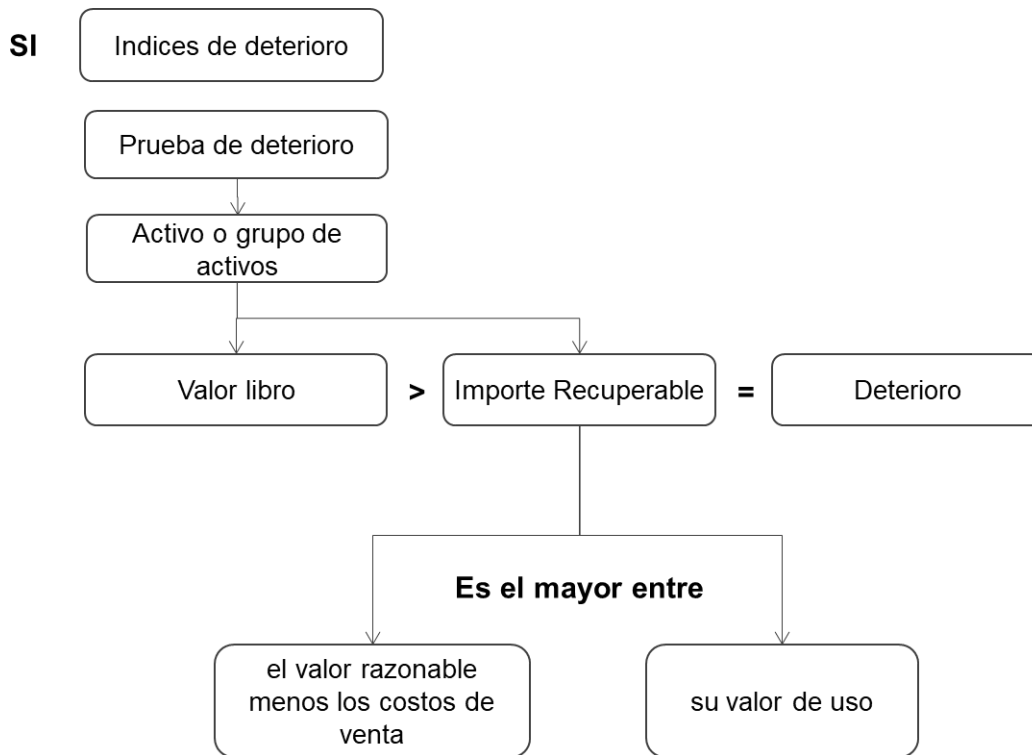 SI
Indices de deterioro
Prueba de deterioro
Activo o grupo de
activos
Valor libro
>
Importe Recuperable
=
Deterioro
Es el mayor entre
el valor razonable
menos los costos de
venta
su valor de uso